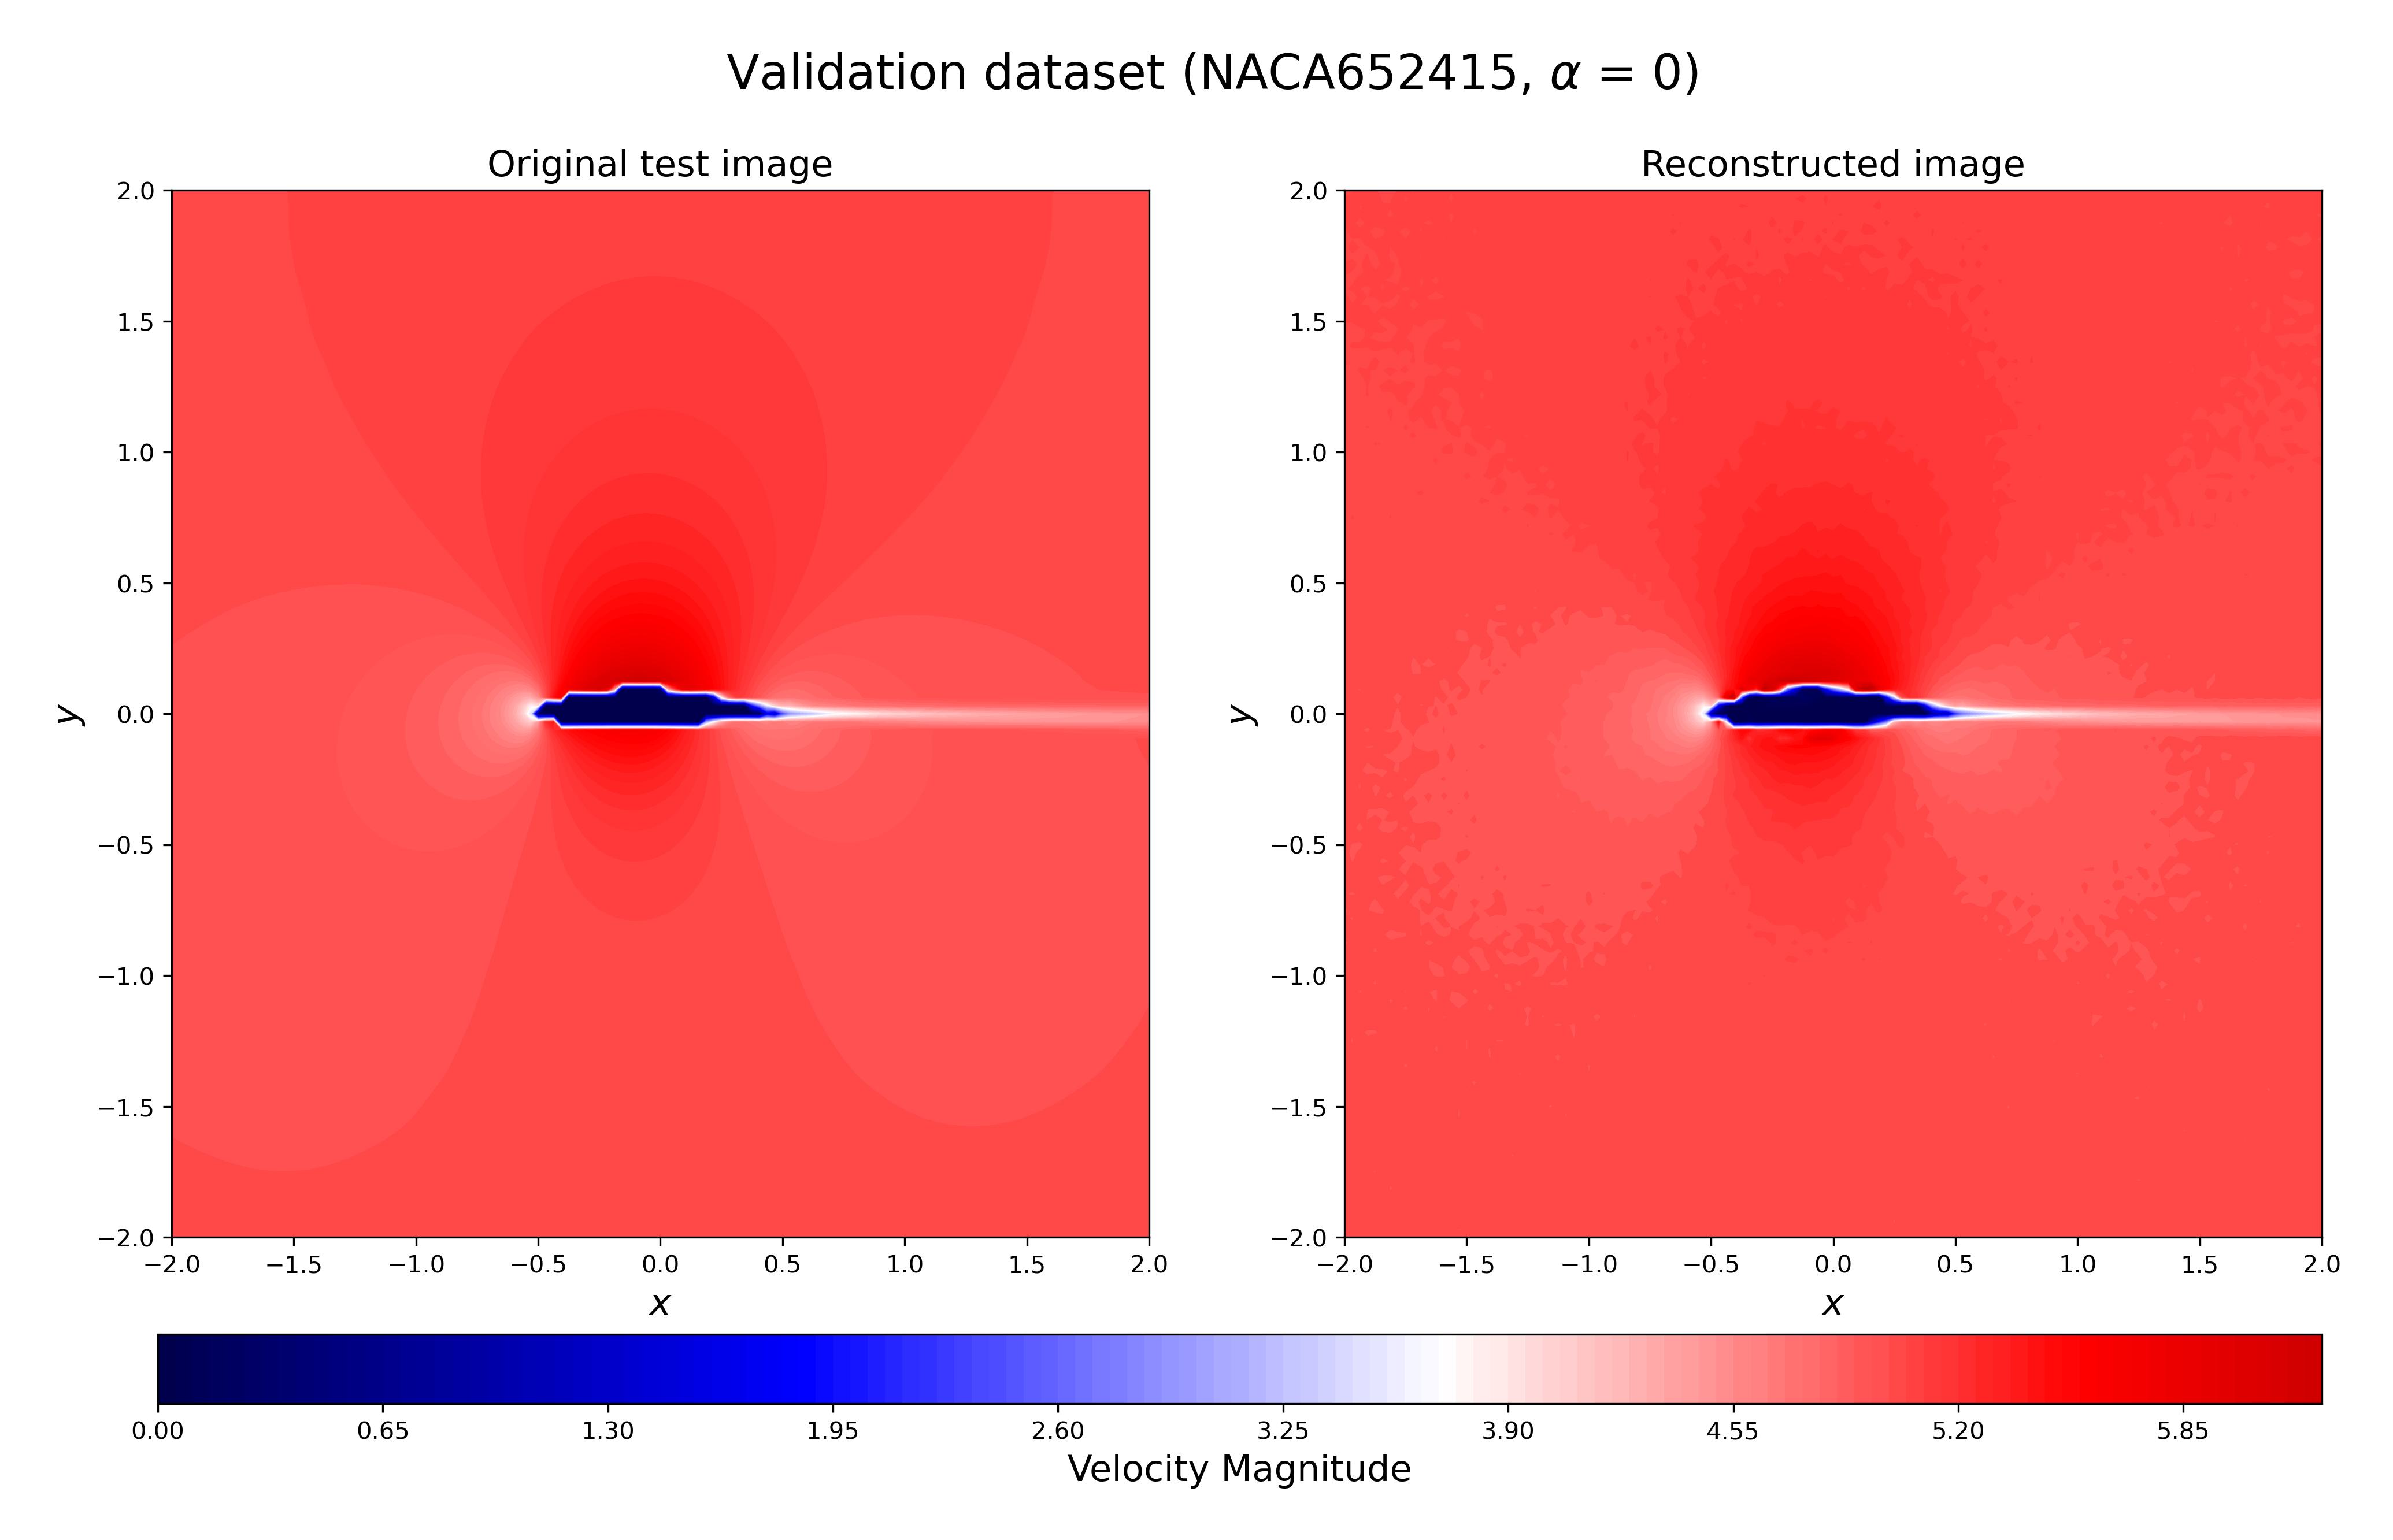 Validation dataset (NACA652415, α = 0)
Original test image
2.0
1.5
1.0
0.5
0.0
−0.5
−1.0
−1.5
−2.0
y
−2.0 −1.5 −1.0 −0.5 0.0 0.5 1.0 1.5 2.0
x
Reconstructed image
2.0
1.5
1.0
0.5
0.0
−0.5
−1.0
−1.5
−2.0
y
−2.0 −1.5 −1.0 −0.5 0.0 0.5 1.0 1.5 2.0
x
0.00 0.65 1.30 1.95 2.60 3.25 3.90 4.55 5.20 5.85
Velocity Magnitude